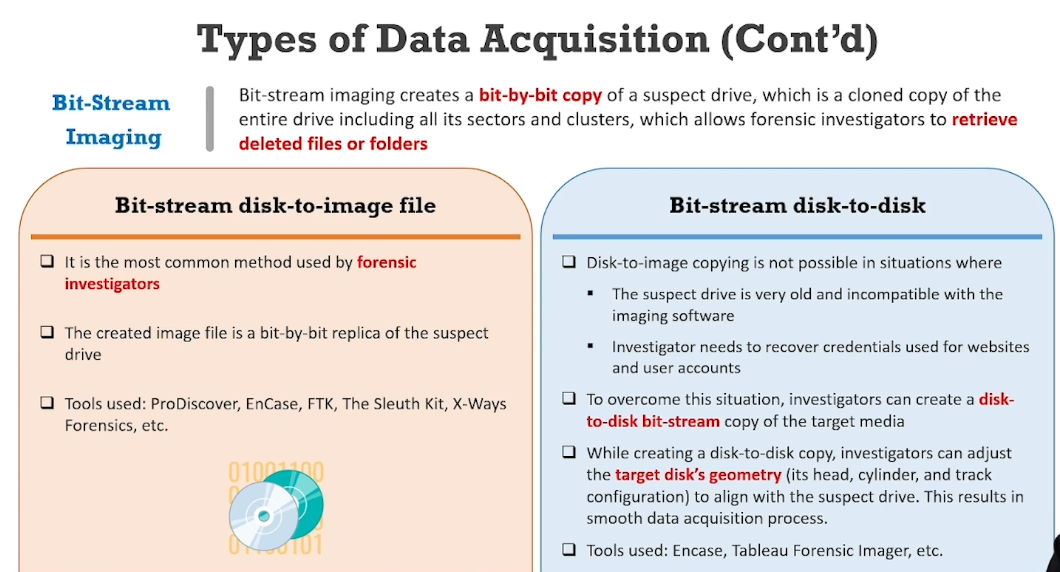 Types of Data Acquisition (Cont’d)
Bit-Stream
Imaging
Bit-stream imaging creates a bit-by-bit copy of a suspect drive, which is a cloned copy of the
entire drive including all its sectors and clusters, which allows forensic investigators to retrieve
deleted files or folders
Bit-stream disk-to-image file
It is the most common method used by forensic
investigators
The created image file is a bit-by-bit replica of the suspect
drive
Tools used: ProDiscover, EnCase, FTK, The Sleuth Kit, X-Ways
Forensics, etc.
01001100
0
0
01100101
Bit-stream disk-to-disk
Disk-to-image copying is not possible in situations where
The suspect drive is very old and incompatible with the
imaging software
Investigator needs to recover credentials used for websites
and user accounts
To overcome this situation, investigators can create a disk-
to-disk bit-stream copy of the target media
While creating a disk-to-disk copy, investigators can adjust
the target disk’s geometry (its head, cylinder, and track
configuration) to align with the suspect drive. This results in
smooth data acquisition process.
Tools used: Encase, Tableau Forensic Imager, etc.